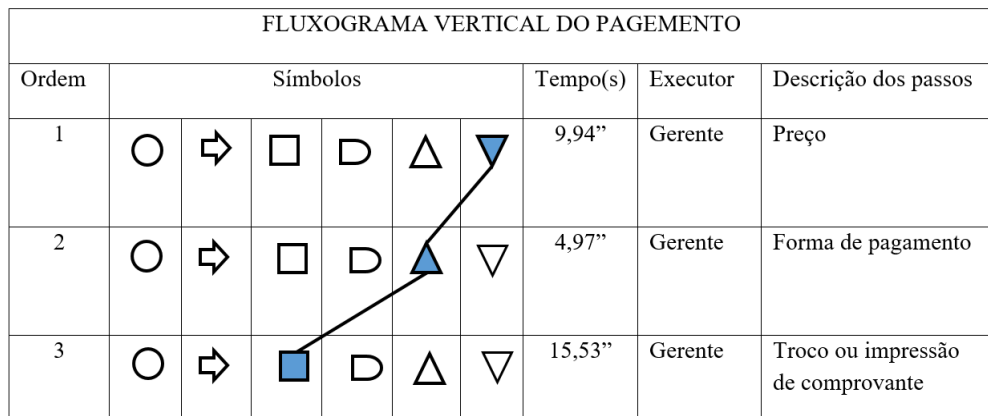 FLUXOGRAMA VERTICAL DO PAGEMENTO
Ordem Símbolos Tempo(s) Executor Descrição dos passos
1 9,94” Gerente Preço
2 4,97” Gerente Forma de pagamento
3 15,53” Gerente Troco ou impressão
de comprovante